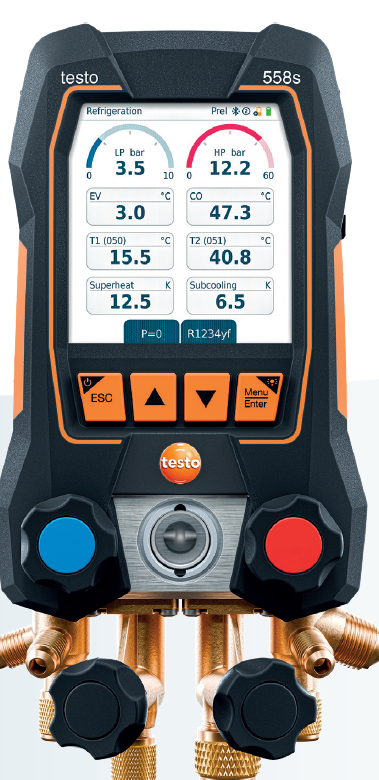 testo 558s
Refrigeration Prel
LP bar HP bar
3.5 12.2
0 10 0 60
EV °C CO °C
3.0 47.3
T1 (050) °C T2 (051) °C
15.5 40.8
Superheat K Subcooling K
12.5 6.5
P=0 R1234yf
ESC Menu
Enter
testo